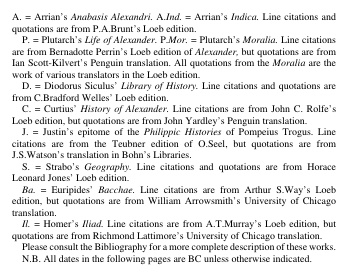 A. = Arrian's Anabasis Alexandri. A.Ind. = Arrian's Indica. Line citations and
quotations are from P.A.Brunt's Loeb edition.
P. = Plutarch's Life of Alexander. P.Mor. = Plutarch's Moralia. Line citations
are from Bernadotte Perrin's Loeb edition of Alexander, but quotations are from
Ian Scott-Kilvert's Penguin translation. All quotations from the Moralia are the
work of various translators in the Loeb edition.
D. = Diodorus Siculus' Library of History. Line citations and quotations are
from C.Bradford Welles' Loeb edition.
C. = Curtius' History of Alexander. Line citations are from John C. Rolfe's
Loeb edition, but quotations are from John Yardley's Penguin translation.
J. = Justin's epitome of the Philippic Histories of Pompeius Trogus. Line
citations are from the Teubner edition of O.Seel, but quotations are from
J.S.Watson's translation in Bohn's Libraries.
S. = Strabo's Geography. Line citations and quotations are from Horace
Leonard Jones' Loeb edition.
Ba. = Euripides' Bacchae. Line citations are from Arthur S.Way's Loeb
edition, but quotations are from William Arrowsmith's University of Chicago
translation.
Il. = Homer's Iliad. Line citations are from A.T.Murray's Loeb edition, but
quotations are from Richmond Lattimore's University of Chicago translation.
Please consult the Bibliography for a more complete description of these works.
N.B. All dates in the following pages are BC unless otherwise indicated.